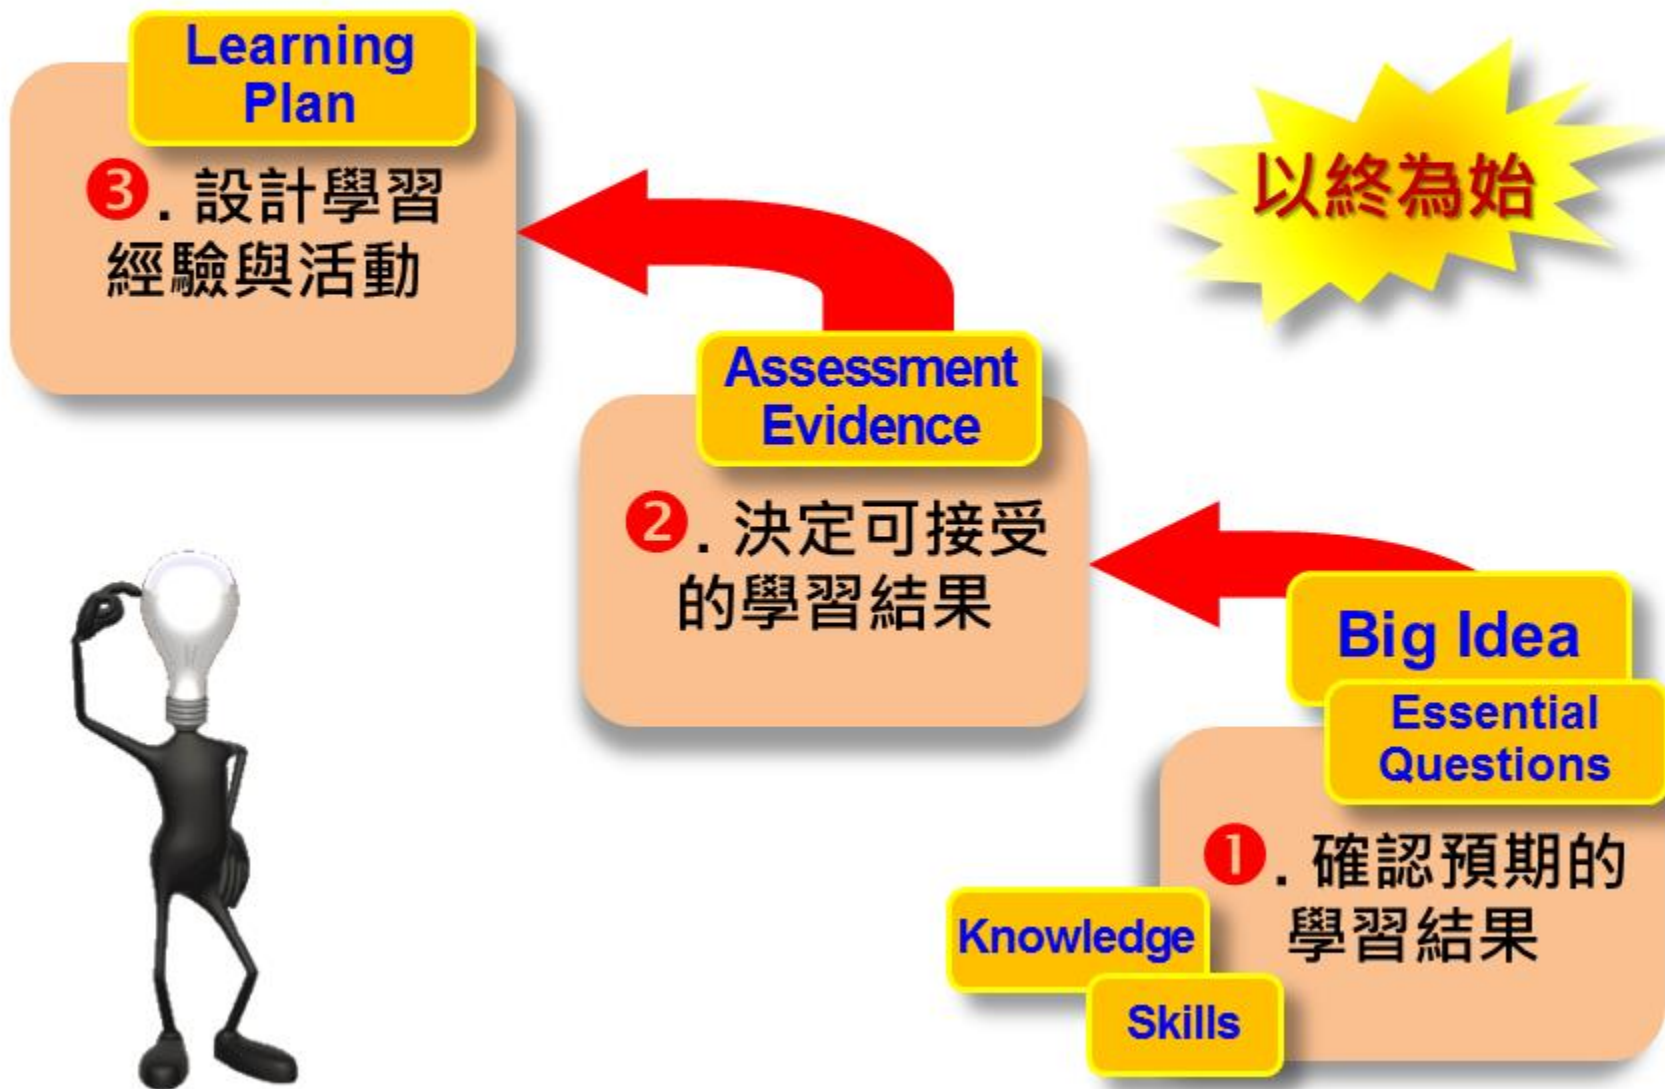 Learning
Plan
❸. 設計學習
經驗與活動
以終為始
Assessment
Evidence
❷. 決定可接受
的學習結果
Big Idea
Essential
Questions
❶. 確認預期的
學習結果
Knowledge
Skills